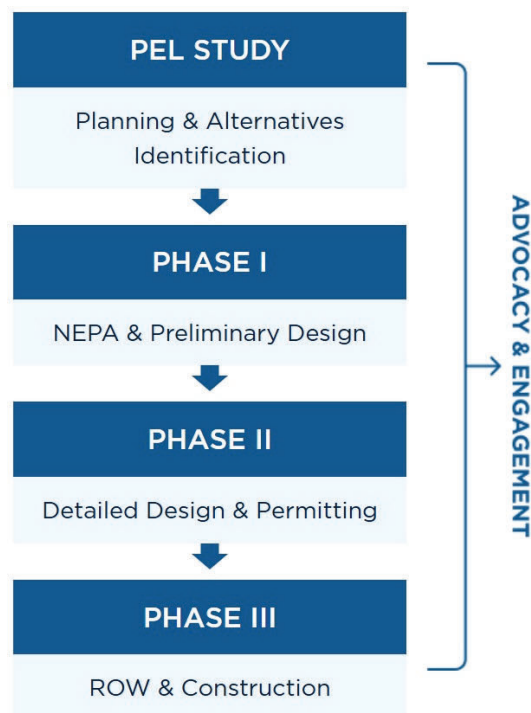 PEL STUDY
Planning & Alternatives
Identification
PHASE I
NEPA & Preliminary Design
PHASE II
Detailed Design & Permitting
PHASE III
ROW & Construction
ADVOCACY & ENGAGEMENT